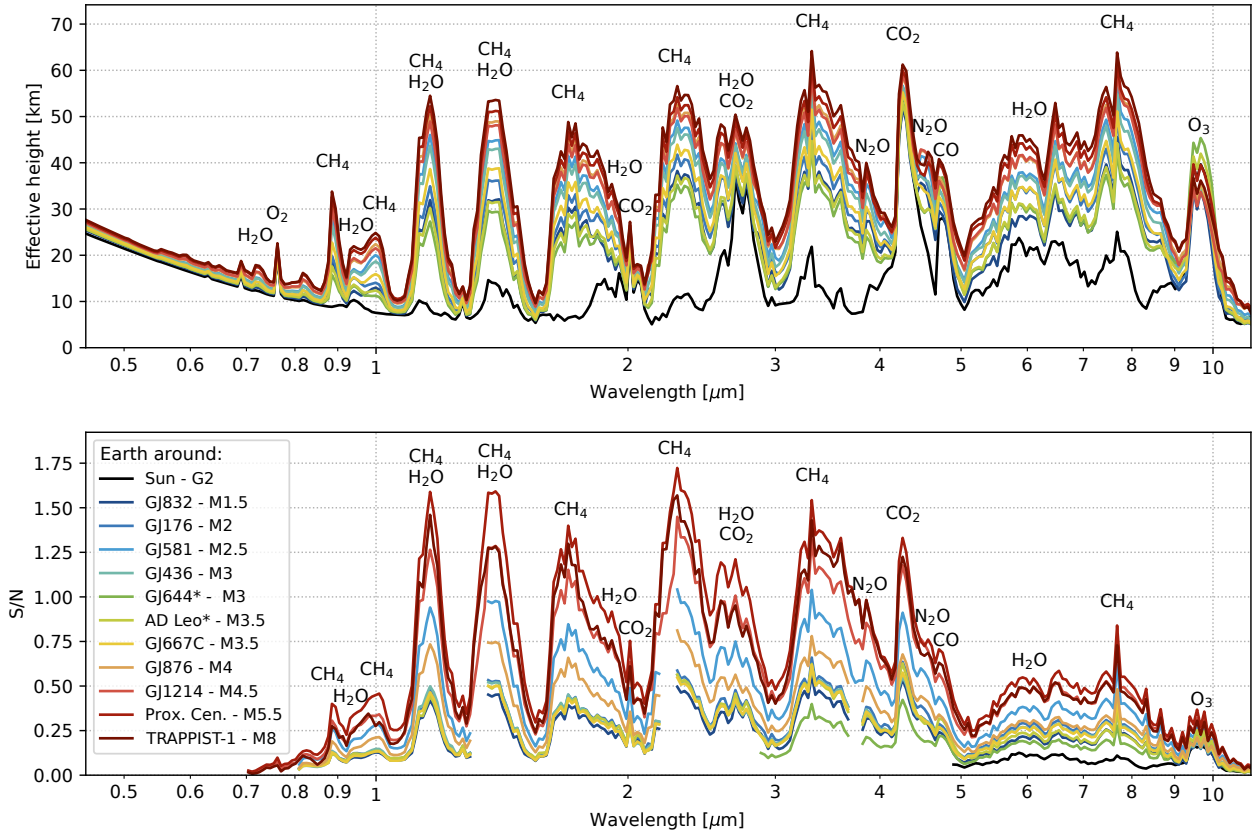 70
60
50
40
30
20
10
0
Effective height [km]
H₂O
O₂
CH₄
H₂O
CH₄
CH₄
H₂O
CH₄
H₂O
CH₄
H₂O
CO₂
CH₄
H₂O
CO₂
CH₄
N₂O
CO₂
N₂O
CO
H₂O
CH₄
O₃
0.5
0.6
0.7
0.8
0.9
1
2
3
4
5
6
7
8
9
10
Wavelength [μm]
1.75
1.50
1.25
1.00
0.75
0.50
0.25
0.00
S/N
Earth around:
Sun - G2
GJ832 - M1.5
GJ176 - M2
GJ581 - M2.5
GJ436 - M3
GJ644* - M3
AD Leo* - M3.5
GJ667C - M3.5
GJ876 - M4
GJ1214 - M4.5
Prox. Cen. - M5.5
TRAPPIST-1 - M8
CH₄
H₂O
CH₄
CH₄
H₂O
CH₄
H₂O
CH₄
H₂O
CO₂
CH₄
H₂O
CO₂
CH₄
N₂O
CO₂
N₂O
CO
H₂O
CH₄
O₃
0.5
0.6
0.7
0.8
0.9
1
2
3
4
5
6
7
8
9
10
Wavelength [μm]